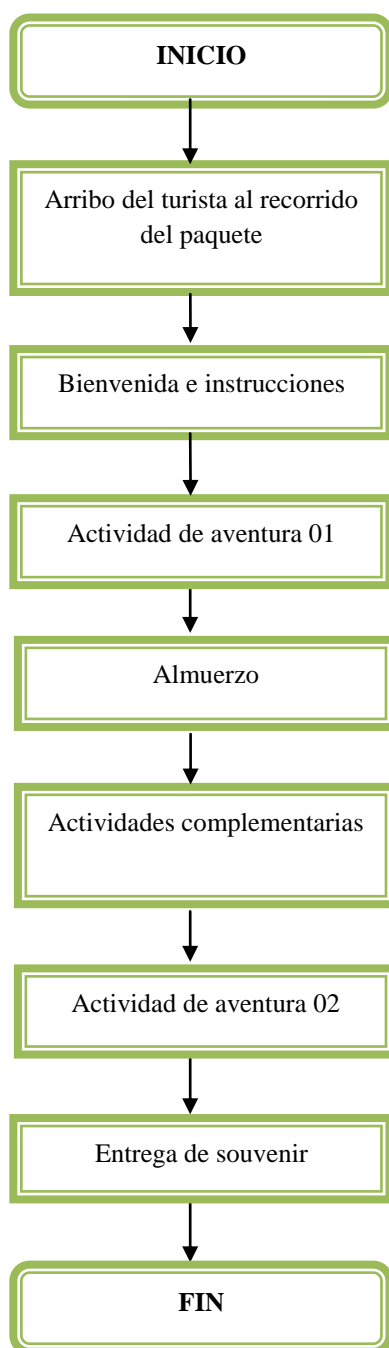 INICIO
Arribo del turista al recorrido
del paquete
Bienvenida e instrucciones
Actividad de aventura 01
Almuerzo
Actividades complementarias
Actividad de aventura 02
Entrega de souvenir
FIN